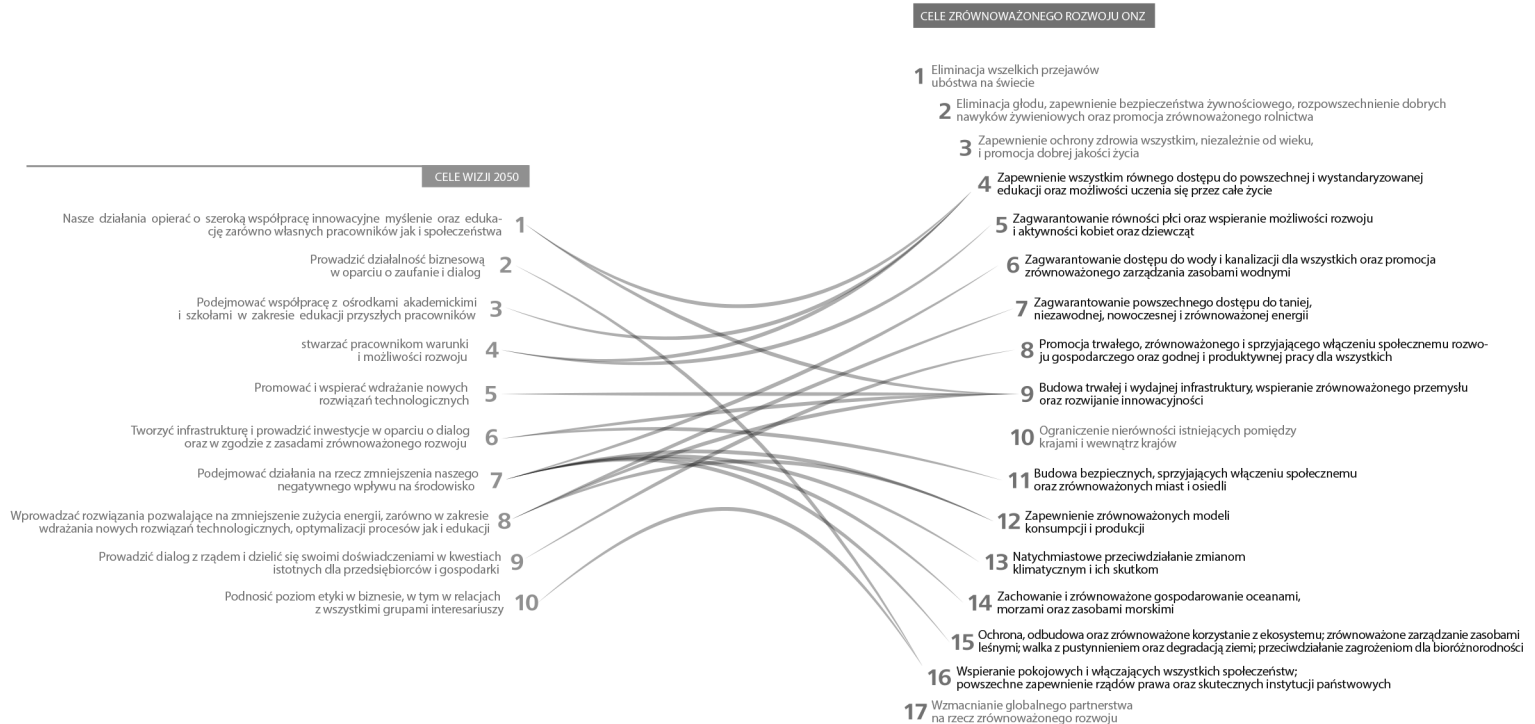 CELE WIZJI 2050
1
Nasze działania opierać o szeroką współpracę innowacyjne myślenie oraz eduka-
cję zarówno własnych pracowników jak i społeczeństwa
2
Prowadzić działalność biznesową
w oparciu o zaufanie i dialog
3
Podejmować współpracę z ośrodkami akademickimi
i szkołami w zakresie edukacji przyszłych pracowników
4
stwarzać pracownikom warunki
i możliwości rozwoju
5
Promować i wspierać wdrażanie nowych
rozwiązań technologicznych
6
Tworzyć infrastrukturę i prowadzić inwestycje w oparciu o dialog
oraz w zgodzie z zasadami zrównoważonego rozwoju
7
Podejmować działania na rzecz zmniejszenia naszego
negatywnego wpływu na środowisko
8
Wprowadzać rozwiązania pozwalające na zmniejszenie zużycia energii, zarówno w zakresie
wdrażania nowych rozwiązań technologicznych, optymalizacji procesów jak i edukacji
9
Prowadzić dialog z rządem i dzielić się swoimi doświadczeniami w kwestiach
istotnych dla przedsiębiorców i gospodarki
10
Podnosić poziom etyki w biznesie, w tym w relacjach
z wszystkimi grupami interesariuszy
CELE ZRÓWNOWAŻONEGO ROZWOJU ONZ
1
Eliminacja wszelkich przejawów
ubóstwa na świecie
2
Eliminacja głodu, zapewnienie bezpieczeństwa żywnościowego, rozpowszechnienie dobrych
nawyków żywieniowych oraz promocja zrównoważonego rolnictwa
3
Zapewnienie ochrony zdrowia wszystkim, niezależnie od wieku,
i promocja dobrej jakości życia
4
Zapewnienie wszystkim równego dostępu do powszechnej i wystandaryzowanej
edukacji oraz możliwości uczenia się przez całe życie
5
Zagwarantowanie równości płci oraz wspieranie możliwości rozwoju
i aktywności kobiet oraz dziewcząt
6
Zagwarantowanie dostępu do wody i kanalizacji dla wszystkich oraz promocja
zrównoważonego zarządzania zasobami wodnymi
7
Zagwarantowanie powszechnego dostępu do taniej,
niezawodnej, nowoczesnej i zrównoważonej energii
8
Promocja trwałego, zrównoważonego i sprzyjającego włączeniu społecznemu rozwo-
ju gospodarczego oraz godnej i produktywnej pracy dla wszystkich
9
Budowa trwałej i wydajnej infrastruktury, wspieranie zrównoważonego przemysłu
oraz rozwijanie innowacyjności
10
Ograniczenie nierówności istniejących pomiędzy
krajami i wewnątrz krajów
11
Budowa bezpiecznych, sprzyjających włączeniu społecznemu
oraz zrównoważonych miast i osiedli
12
Zapewnienie zrównoważonych modeli
konsumpcji i produkcji
13
Natychmiastowe przeciwdziałanie zmianom
klimatycznym i ich skutkom
14
Zachowanie i zrównoważone gospodarowanie oceanami,
morzami oraz zasobami morskimi
15
Ochrona, odbudowa oraz zrównoważone korzystanie z ekosystemu; zrównoważone zarządzanie zasobami
leśnymi; walka z pustynnieniem oraz degradacją ziemi; przeciwdziałanie zagrożeniom dla bioróżnorodności
16
Wspieranie pokojowych i włączających wszystkich społeczeństw;
powszechne zapewnienie rządów prawa oraz skutecznych instytucji państwowych
17
Wzmacnianie globalnego partnerstwa
na rzecz zrównoważonego rozwoju